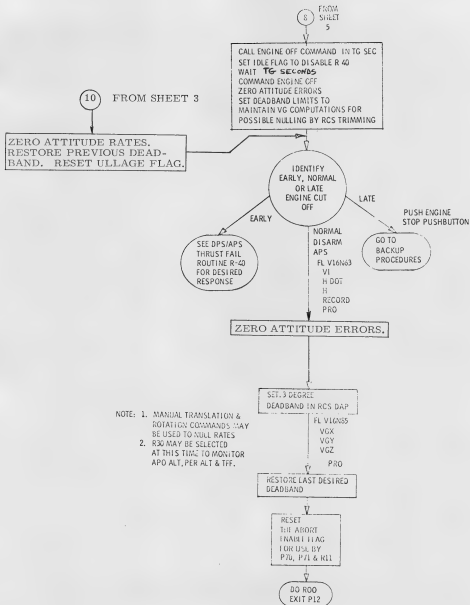 8
FROM
SHEET
5
CALL ENGINE OFF COMMAND IN TG SEC
SET IDLE FLAG TO DISABLE R 40
WAIT TG SECONDS
COMMAND ENGINE OFF
ZERO ATTITUDE ERRORS
SET DEADBAND LIMITS TO
MAINTAIN VG COMPUTATIONS FOR
POSSIBLE NULLING BY RCS TRIMMING
10 FROM SHEET 3
ZERO ATTITUDE RATES.
RESTORE PREVIOUS DEAD-
BAND. RESET ULLAGE FLAG.
IDENTIFY
EARLY, NORMAL
OR LATE
ENGINE CUT
OFF
EARLY
LATE
PUSH ENGINE
STOP PUSHBUTTON
SEE DPS/APS
THRUST FAIL
ROUTINE R-40
FOR DESIRED
RESPONSE
NORMAL
DISARM
APS
FL V16N63
VI
H DOT
H
RECORD
PRO
GO TO
BACKUP
PROCEDURES
ZERO ATTITUDE ERRORS.
SET .3 DEGREE
DEADBAND IN RCS DAP
NOTE: 1. MANUAL TRANSLATION &
ROTATION COMMANDS MAY
BE USED TO NULL RATES
2. R30 MAY BE SELECTED
AT THIS TIME TO MONITOR
APO ALT, PER ALT & TFF.
FL V16N85
VGX
VGY
VGZ
PRO
RESTORE LAST DESIRED
DEADBAND
RESET
THE ABORT
ENABLE FLAG
FOR USE BY
P70, P71 & R11
DO ROO
EXIT P12